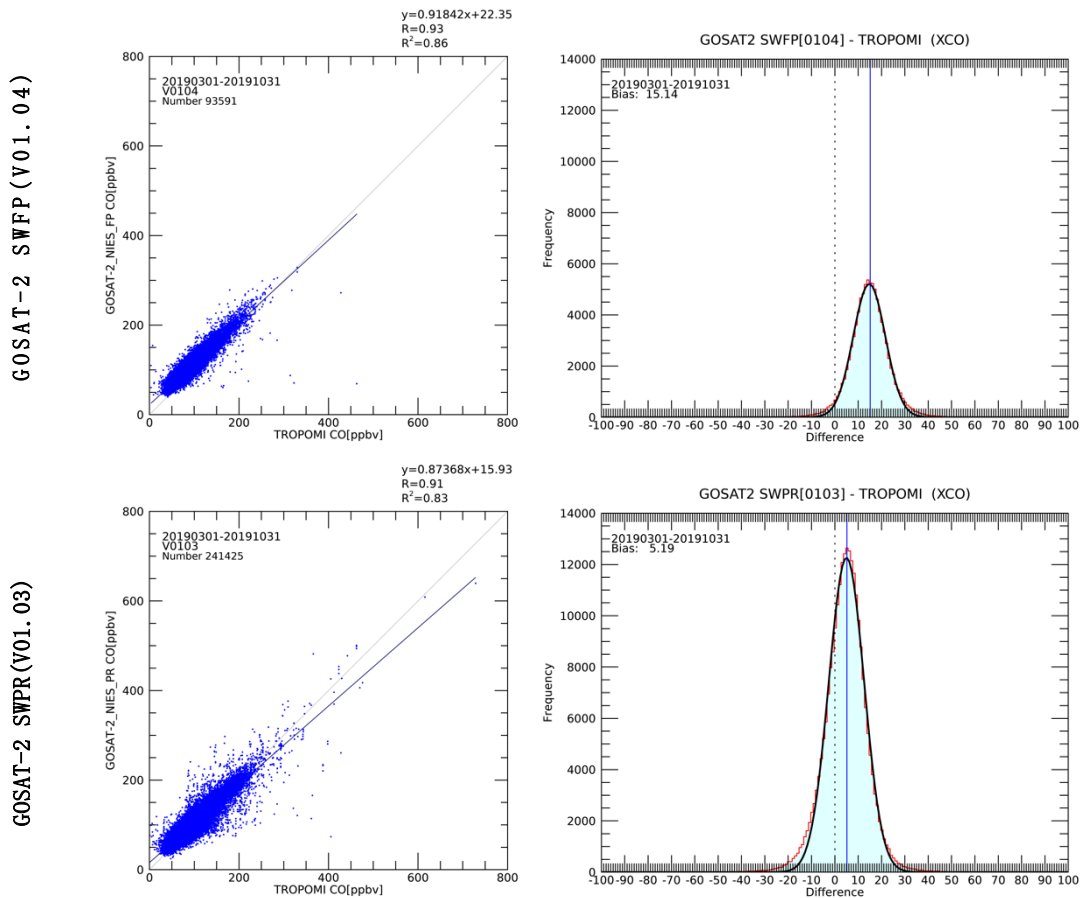 GOSAT-2 SWFP(V01.04)
y=0.91842x+22.35
R=0.93
R²=0.86
20190301-20191031
V0104
Number 93591
GOSAT-2_NIES_FP CO[ppbv]
800
600
400
200
0
0 200 400 600 800
TROPOMI CO[ppbv]
GOSAT2 SWFP[0104] - TROPOMI (XCO)
20190301-20191031
Bias: 15.14
Frequency
14000
12000
10000
8000
6000
4000
2000
0
-100 -90 -80 -70 -60 -50 -40 -30 -20 -10 0 10 20 30 40 50 60 70 80 90 100
Difference
GOSAT-2 SWPR(V01.03)
y=0.87368x+15.93
R=0.91
R²=0.83
20190301-20191031
V0103
Number 241425
GOSAT-2_NIES_PR CO[ppbv]
800
600
400
200
0
0 200 400 600 800
TROPOMI CO[ppbv]
GOSAT2 SWPR[0103] - TROPOMI (XCO)
20190301-20191031
Bias: 5.19
Frequency
14000
12000
10000
8000
6000
4000
2000
0
-100 -90 -80 -70 -60 -50 -40 -30 -20 -10 0 10 20 30 40 50 60 70 80 90 100
Difference